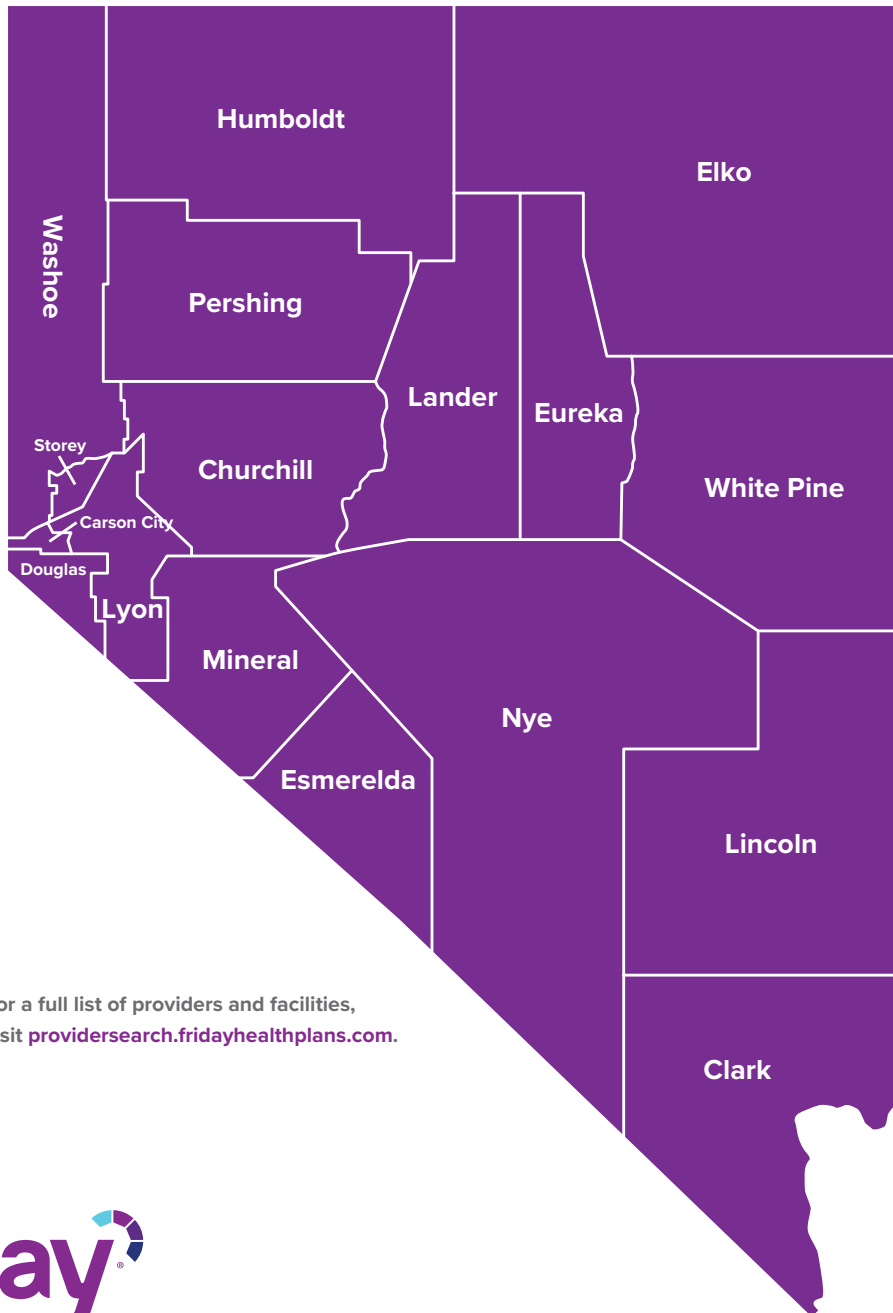 Humboldt
Elko
Washoe
Pershing
Lander
Eureka
Storey
Churchill
White Pine
Carson City
Douglas
Lyon
Mineral
Nye
Esmerelda
Lincoln
or a full list of providers and facilities,
sit providersearch.fridayhealthplans.com.
Clark
ay®